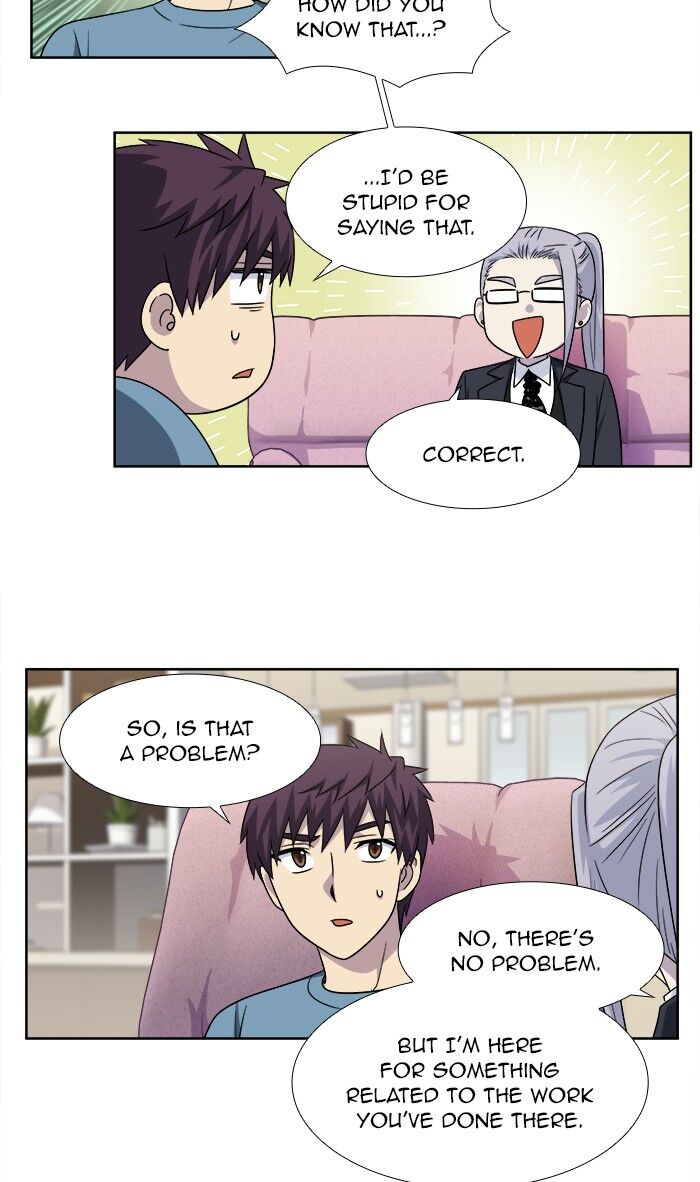 HOW DID YOU
KNOW THAT...?
...I'D BE
STUPID FOR
SAYING THAT.
CORRECT.
SO, IS THAT
A PROBLEM?
NO, THERE'S
NO PROBLEM.
BUT I'M HERE
FOR SOMETHING
RELATED TO THE WORK
YOU'VE DONE THERE.